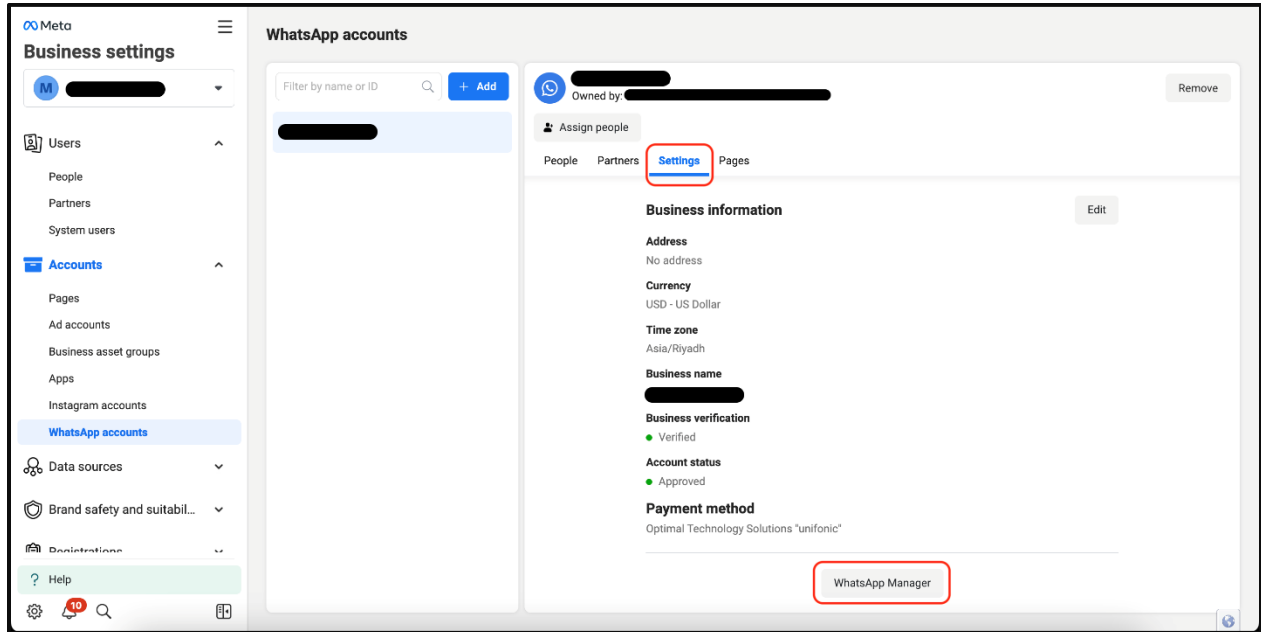 Meta
Business settings
M
Users
People
Partners
System users
Accounts
Pages
Ad accounts
Business asset groups
Apps
Instagram accounts
WhatsApp accounts
Data sources
Brand safety and suitabil...
Registrations
? Help
10
WhatsApp accounts
Filter by name or ID
+ Add
Owned by:
Remove
Assign people
People Partners Settings Pages
Business information
Edit
Address
No address
Currency
USD - US Dollar
Time zone
Asia/Riyadh
Business name
Business verification
Verified
Account status
Approved
Payment method
Optimal Technology Solutions "unifonic"
WhatsApp Manager